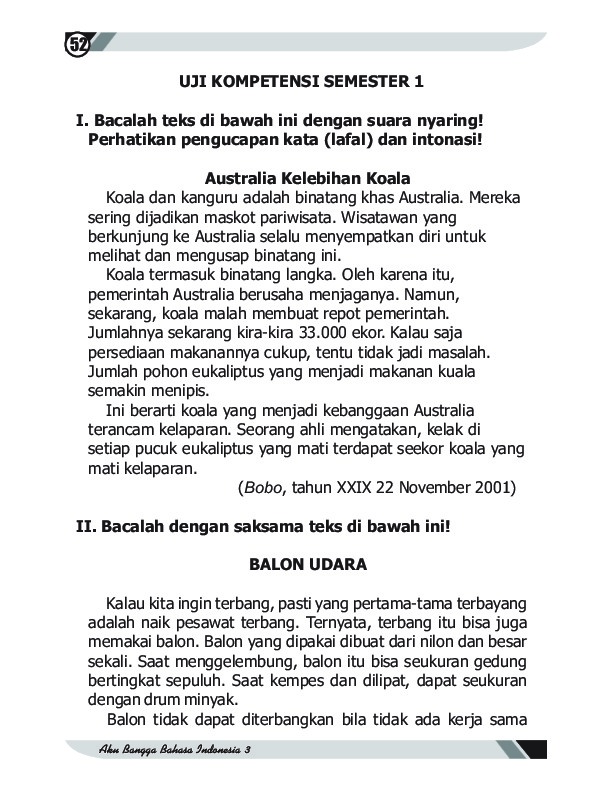 52
UJI KOMPETENSI SEMESTER 1
I. Bacalah teks di bawah ini dengan suara nyaring!
Perhatikan pengucapan kata (lafal) dan intonasi!
Australia Kelebihan Koala
Koala dan kanguru adalah binatang khas Australia. Mereka
sering dijadikan maskot pariwisata. Wisatawan yang
berkunjung ke Australia selalu menyempatkan diri untuk
melihat dan mengusap binatang ini.
Koala termasuk binatang langka. Oleh karena itu,
pemerintah Australia berusaha menjaganya. Namun,
sekarang, koala malah membuat repot pemerintah.
Jumlahnya sekarang kira-kira 33.000 ekor. Kalau saja
persediaan makanannya cukup, tentu tidak jadi masalah.
Jumlah pohon eukaliptus yang menjadi makanan kuala
semakin menipis.
Ini berarti koala yang menjadi kebanggaan Australia
terancam kelaparan. Seorang ahli mengatakan, kelak di
setiap pucuk eukaliptus yang mati terdapat seekor koala yang
mati kelaparan.
(Bobo, tahun XXIX 22 November 2001)
II. Bacalah dengan saksama teks di bawah ini!
BALON UDARA
Kalau kita ingin terbang, pasti yang pertama-tama terbayang
adalah naik pesawat terbang. Ternyata, terbang itu bisa juga
memakai balon. Balon yang dipakai dibuat dari nilon dan besar
sekali. Saat menggelembung, balon itu bisa seukuran gedung
bertingkat sepuluh. Saat kempes dan dilipat, dapat seukuran
dengan drum minyak.
Balon tidak dapat diterbangkan bila tidak ada kerja sama
Aku Bangga Bahasa Indonesia 3